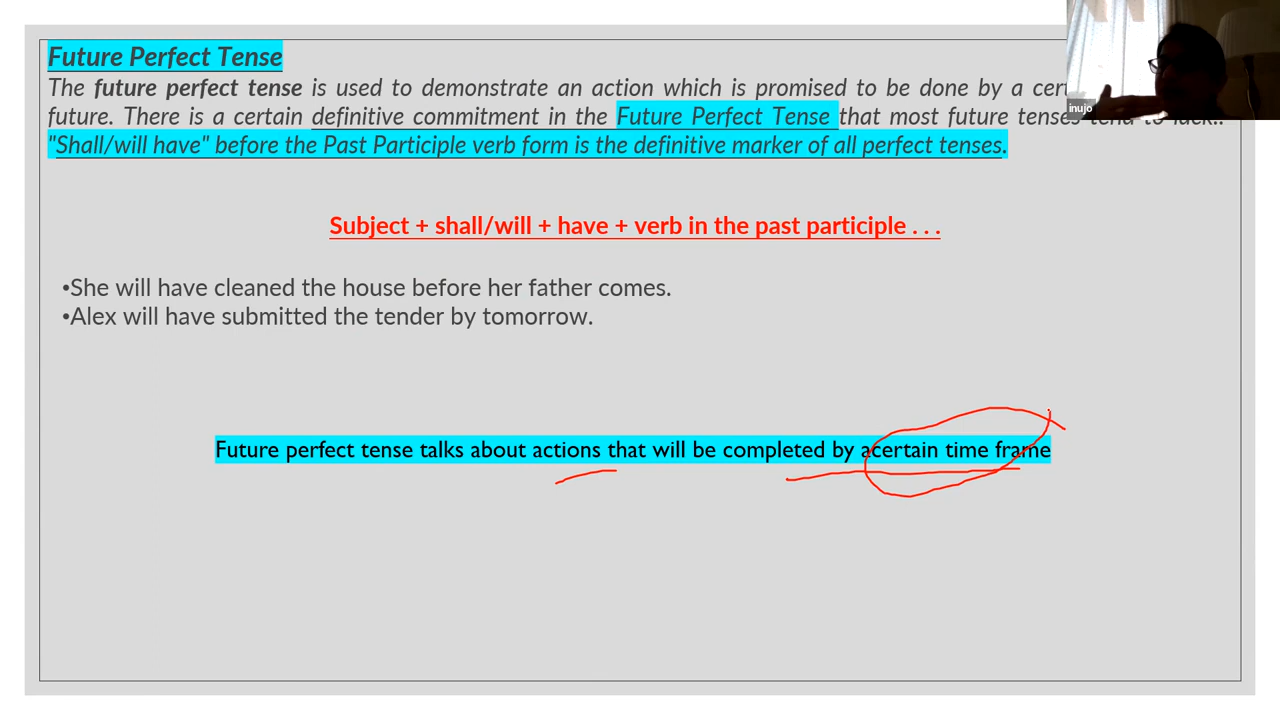 Future Perfect Tense
The future perfect tense is used to demonstrate an action which is promised to be done by a
inujo
future. There is a certain definitive commitment in the Future Perfect Tense that most future tenses tend to lack..
"Shall/will have" before the Past Participle verb form is the definitive marker of all perfect tenses.
Subject + shall/will + have + verb in the past participle . . .
•She will have cleaned the house before her father comes.
•Alex will have submitted the tender by tomorrow.
Future perfect tense talks about actions that will be completed by acertain time frame